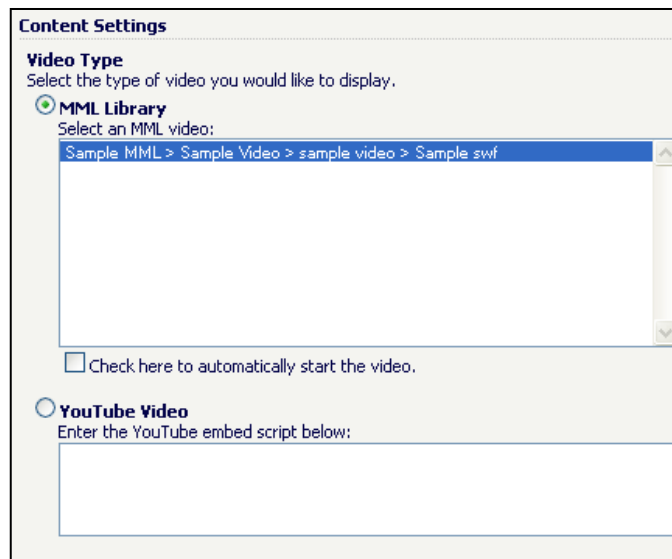 Content Settings
Video Type
Select the type of video you would like to display.
MML Library
Select an MML video:
Sample MML > Sample Video > sample video > Sample swf
Check here to automatically start the video.
YouTube Video
Enter the YouTube embed script below: